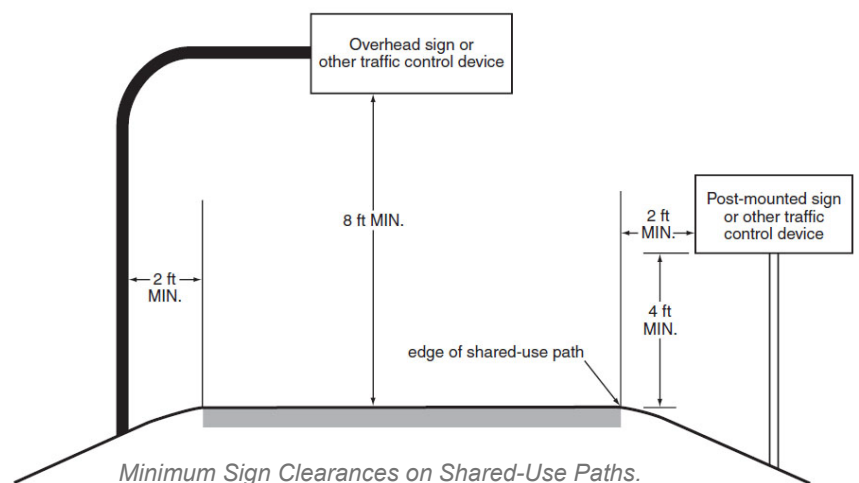 Overhead sign or
other traffic control device
8 ft MIN.
2 ft
MIN.
Post-mounted sign
or other traffic
control device
2 ft
MIN.
4 ft
MIN.
edge of shared-use path
Minimum Sign Clearances on Shared-Use Paths.